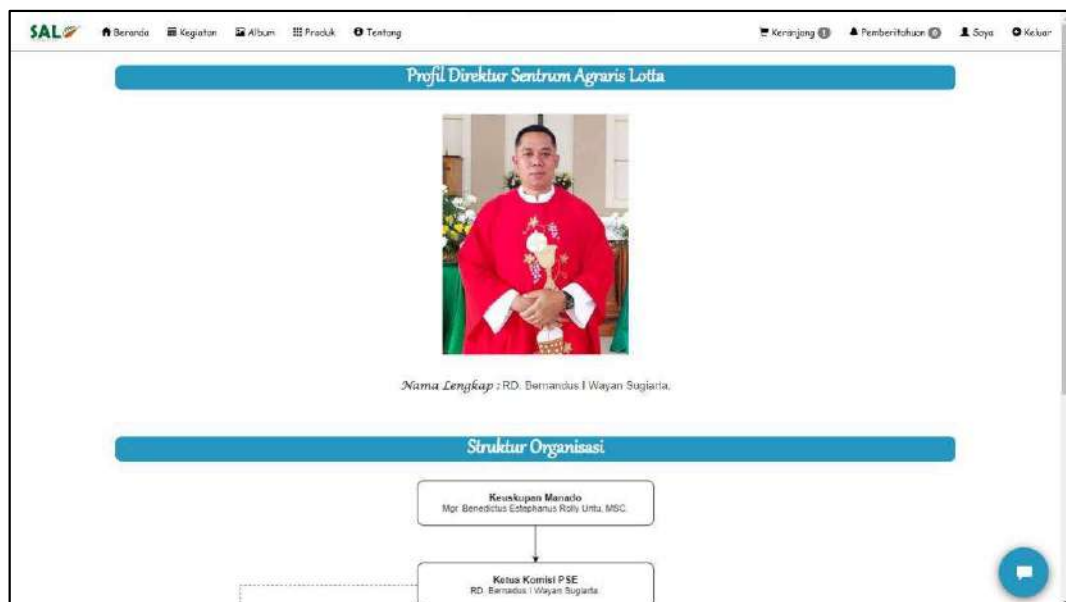 SAL
Beranda Kegiatan Album Produk Tentang Keranjang 1 Pemberitahuan Saya Keluar
Profil Direktur Sentrum Agraris Lotta
Nama Lengkap : RD. Bernandus I Wayan Sugiarta.
Struktur Organisasi
Keuskupan Manado
Mgr. Benedictus Estephanus Rolly Untu, MSC.
Ketua Komisi PSE
RD. Bernadus I Wayan Sugiarta